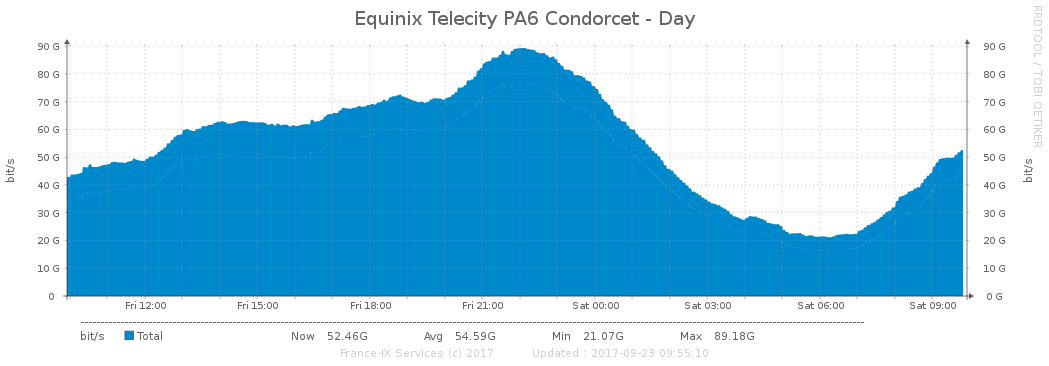 Equinix Telecity PA6 Condorcet - Day
RRDTOOL / TOBI OETIKER
90 G 90 G
80 G 80 G
70 G 70 G
60 G 60 G
50 G 50 G
40 G 40 G
30 G 30 G
20 G 20 G
10 G 10 G
0 0 G
bit/s
bit/s
Fri 12:00 Fri 15:00 Fri 18:00 Fri 21:00 Sat 00:00 Sat 03:00 Sat 06:00 Sat 09:00
bit/s Total Now 52.46G Avg 54.59G Min 21.07G Max 89.18G
France-IX Services (c) 2017 Updated : 2017-09-23 09:55:10